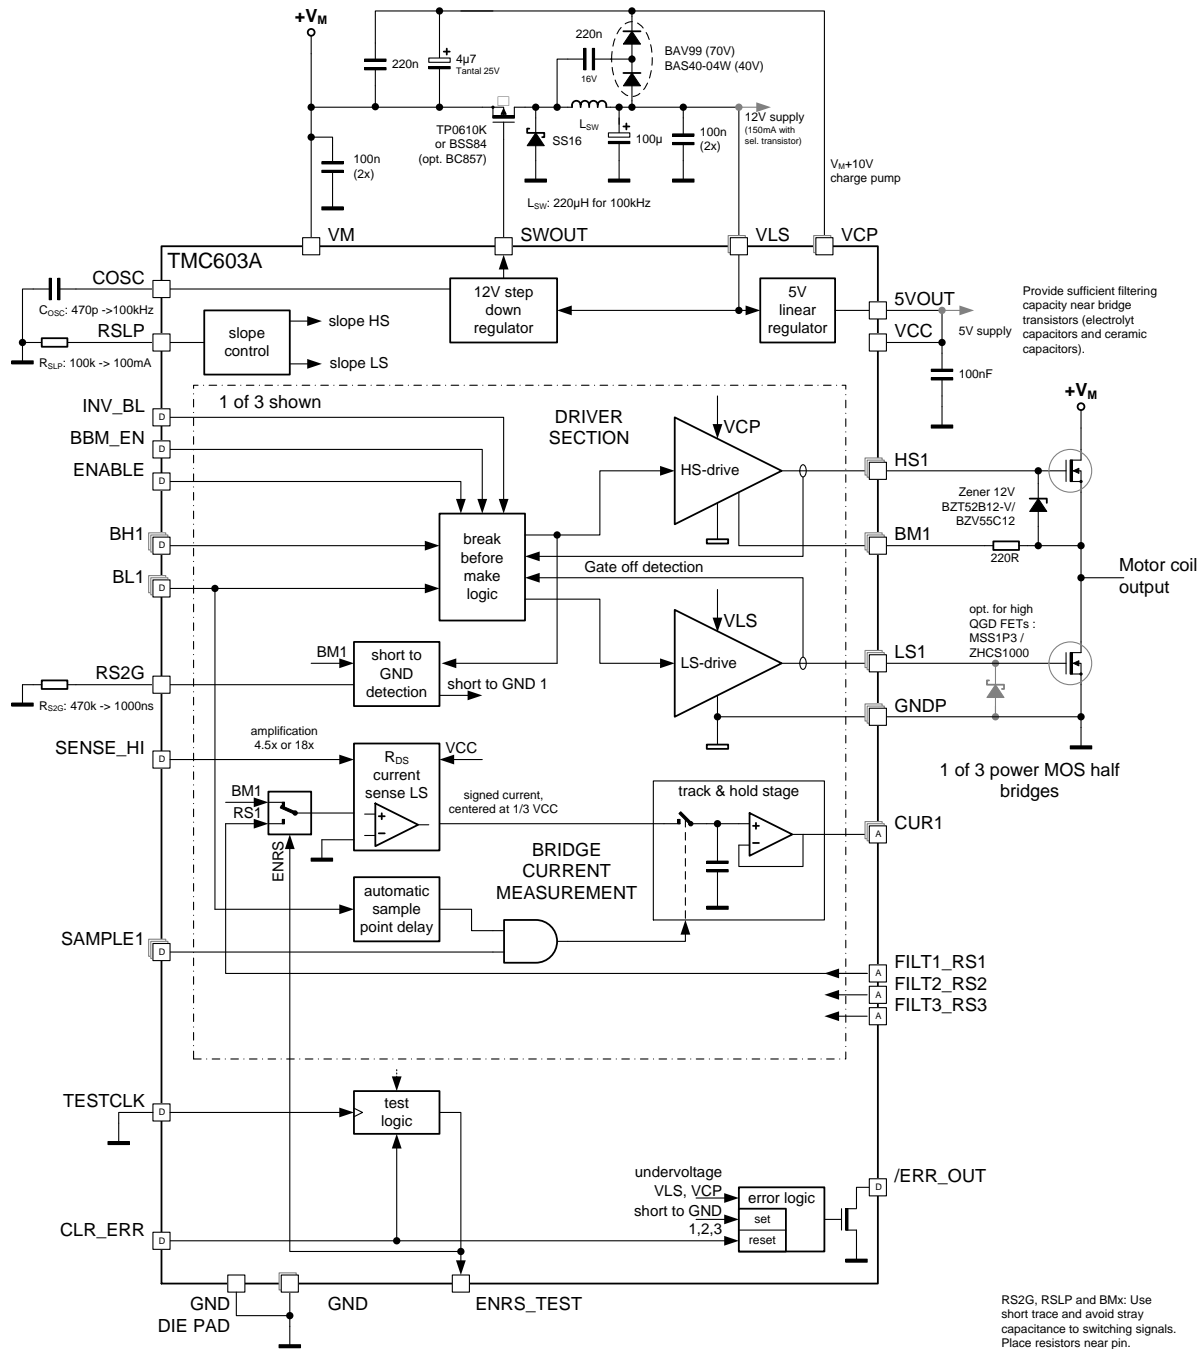 +VM
220n
4µ7
Tantal 25V
220n
16V
BAV99 (70V)
BAS40-04W (40V)
TP0610K
or BSS84
(opt. BC857)
SS16
LSW
100µ
100n
(2x)
12V supply
(150mA with
sel. transistor)
100n
(2x)
LSW: 220µH for 100kHz
VM+10V
charge pump
VM
SWOUT
VLS
VCP
TMC603A
COSC
COSC: 470p ->100kHz
RSLP
RSLP: 100k -> 100mA
slope
control
slope HS
slope LS
12V step
down
regulator
5V
linear
regulator
5VOUT
VCC
5V supply
100nF
Provide sufficient filtering
capacity near bridge
transistors (electrolyt
capacitors and ceramic
capacitors).
+VM
1 of 3 shown
INV_BL
D
BBM_EN
D
ENABLE
D
BH1
D
BL1
D
DRIVER
SECTION
VCP
HS-drive
break
before
make
logic
Gate off detection
VLS
LS-drive
HS1
Zener 12V
BZT52B12-V/
BZV55C12
BM1
220R
Motor coil
output
opt. for high
QGD FETs :
MSS1P3 /
ZHCS1000
LS1
GNDP
1 of 3 power MOS half
bridges
RS2G
RS2G: 470k -> 1000ns
BM1
short to
GND
detection
short to GND 1
SENSE_HI
D
amplification
4.5x or 18x
RDS
current
sense LS
+
-
VCC
BM1
RS1
ENRS
signed current,
centered at 1/3 VCC
track & hold stage
+
-
CUR1
A
BRIDGE
CURRENT
MEASUREMENT
automatic
sample
point delay
SAMPLE1
D
FILT1_RS1
A
FILT2_RS2
A
FILT3_RS3
A
TESTCLK
D
test
logic
CLR_ERR
D
undervoltage
VLS, VCP
short to GND
1,2,3
error logic
set
reset
/ERR_OUT
D
GND
DIE PAD
GND
ENRS_TEST
RS2G, RSLP and BMx: Use
short trace and avoid stray
capacitance to switching signals.
Place resistors near pin.